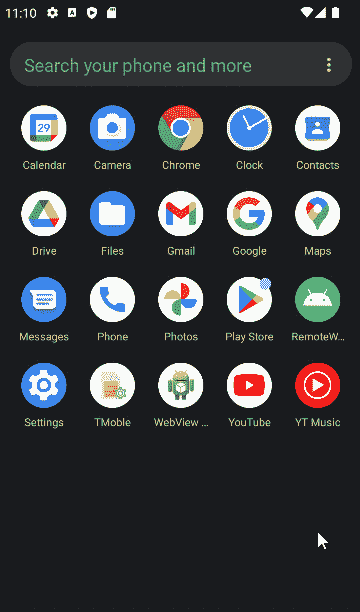 11:10
Search your phone and more
29
Calendar
Camera
Chrome
Clock
Contacts
Drive
Files
Gmail
Google
Maps
Messages
Phone
Photos
Play Store
RemoteW...
Settings
TMoble
WebView ...
YouTube
YT Music